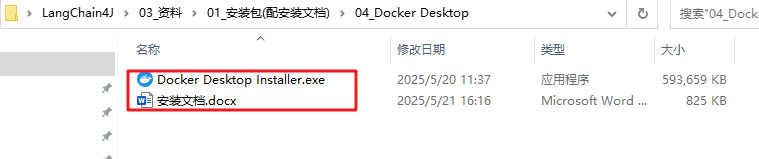 LangChain4J > 03_资料 > 01_安装包(配安装文档) > 04_Docker Desktop
搜索"04_Docke
名称 修改日期 类型 大小
Docker Desktop Installer.exe 2025/5/20 11:37 应用程序 593,659 KB
安装文档.docx 2025/5/21 16:16 Microsoft Word ... 825 KB